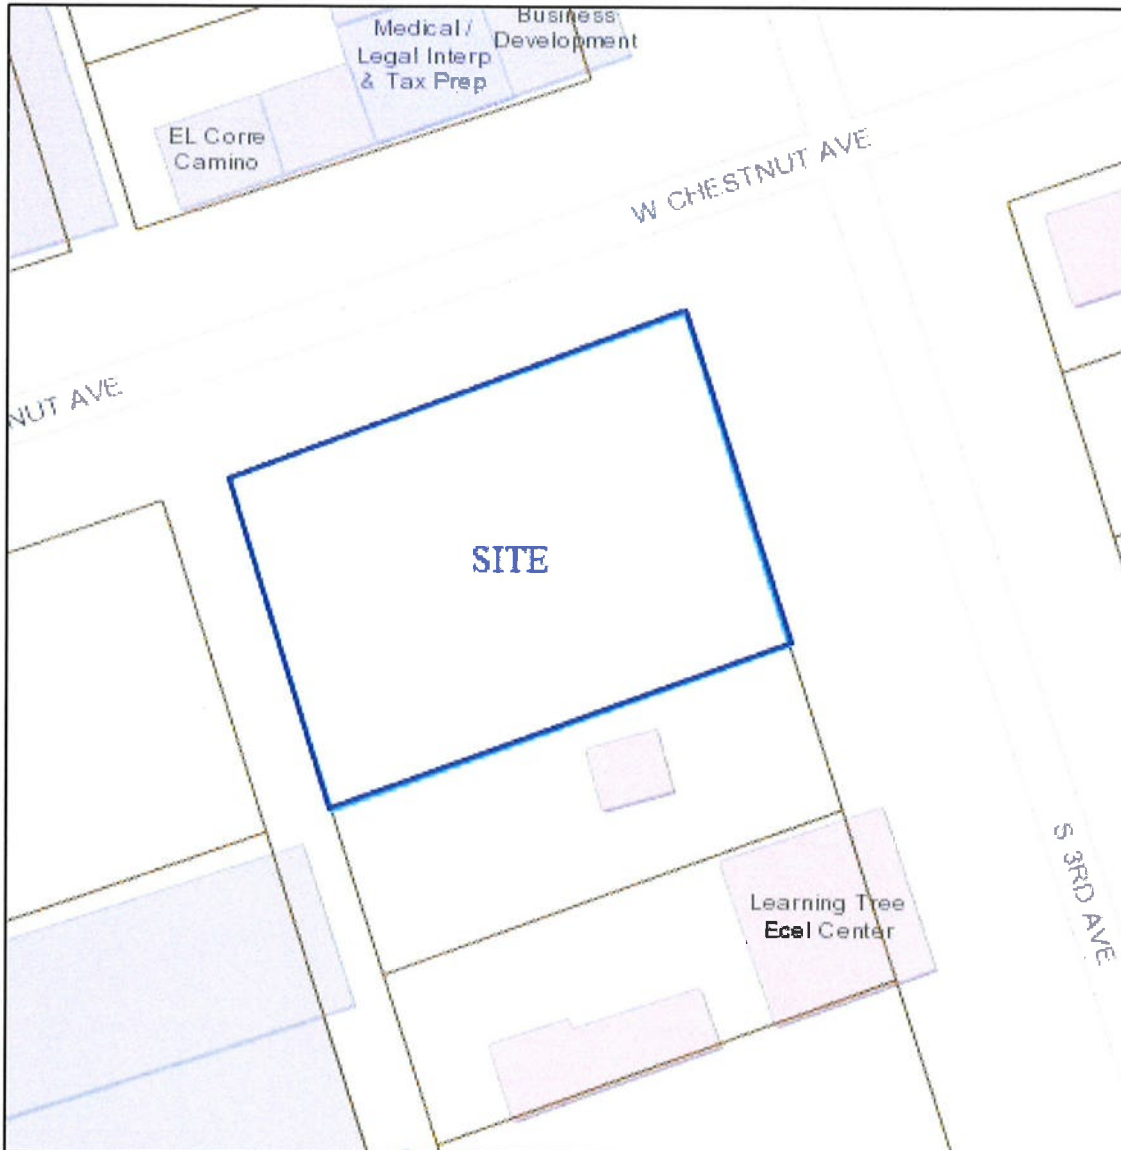 Business
Development
Medical /
Legal Interp
& Tax Prep
EL Corre
Camino
W CHESTNUT AVE
NUT AVE
SITE
S 3RD AVE
Learning Tree
Ecel Center